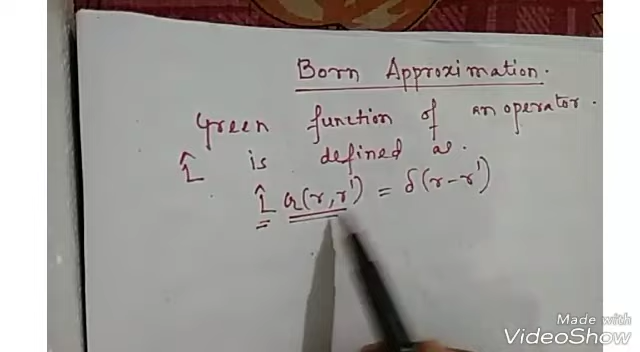 Born Approximation.
Green function of an operator.
L̂ is defined as.
L̂ G(r,r') = δ(r-r')
Made with
VideoShow